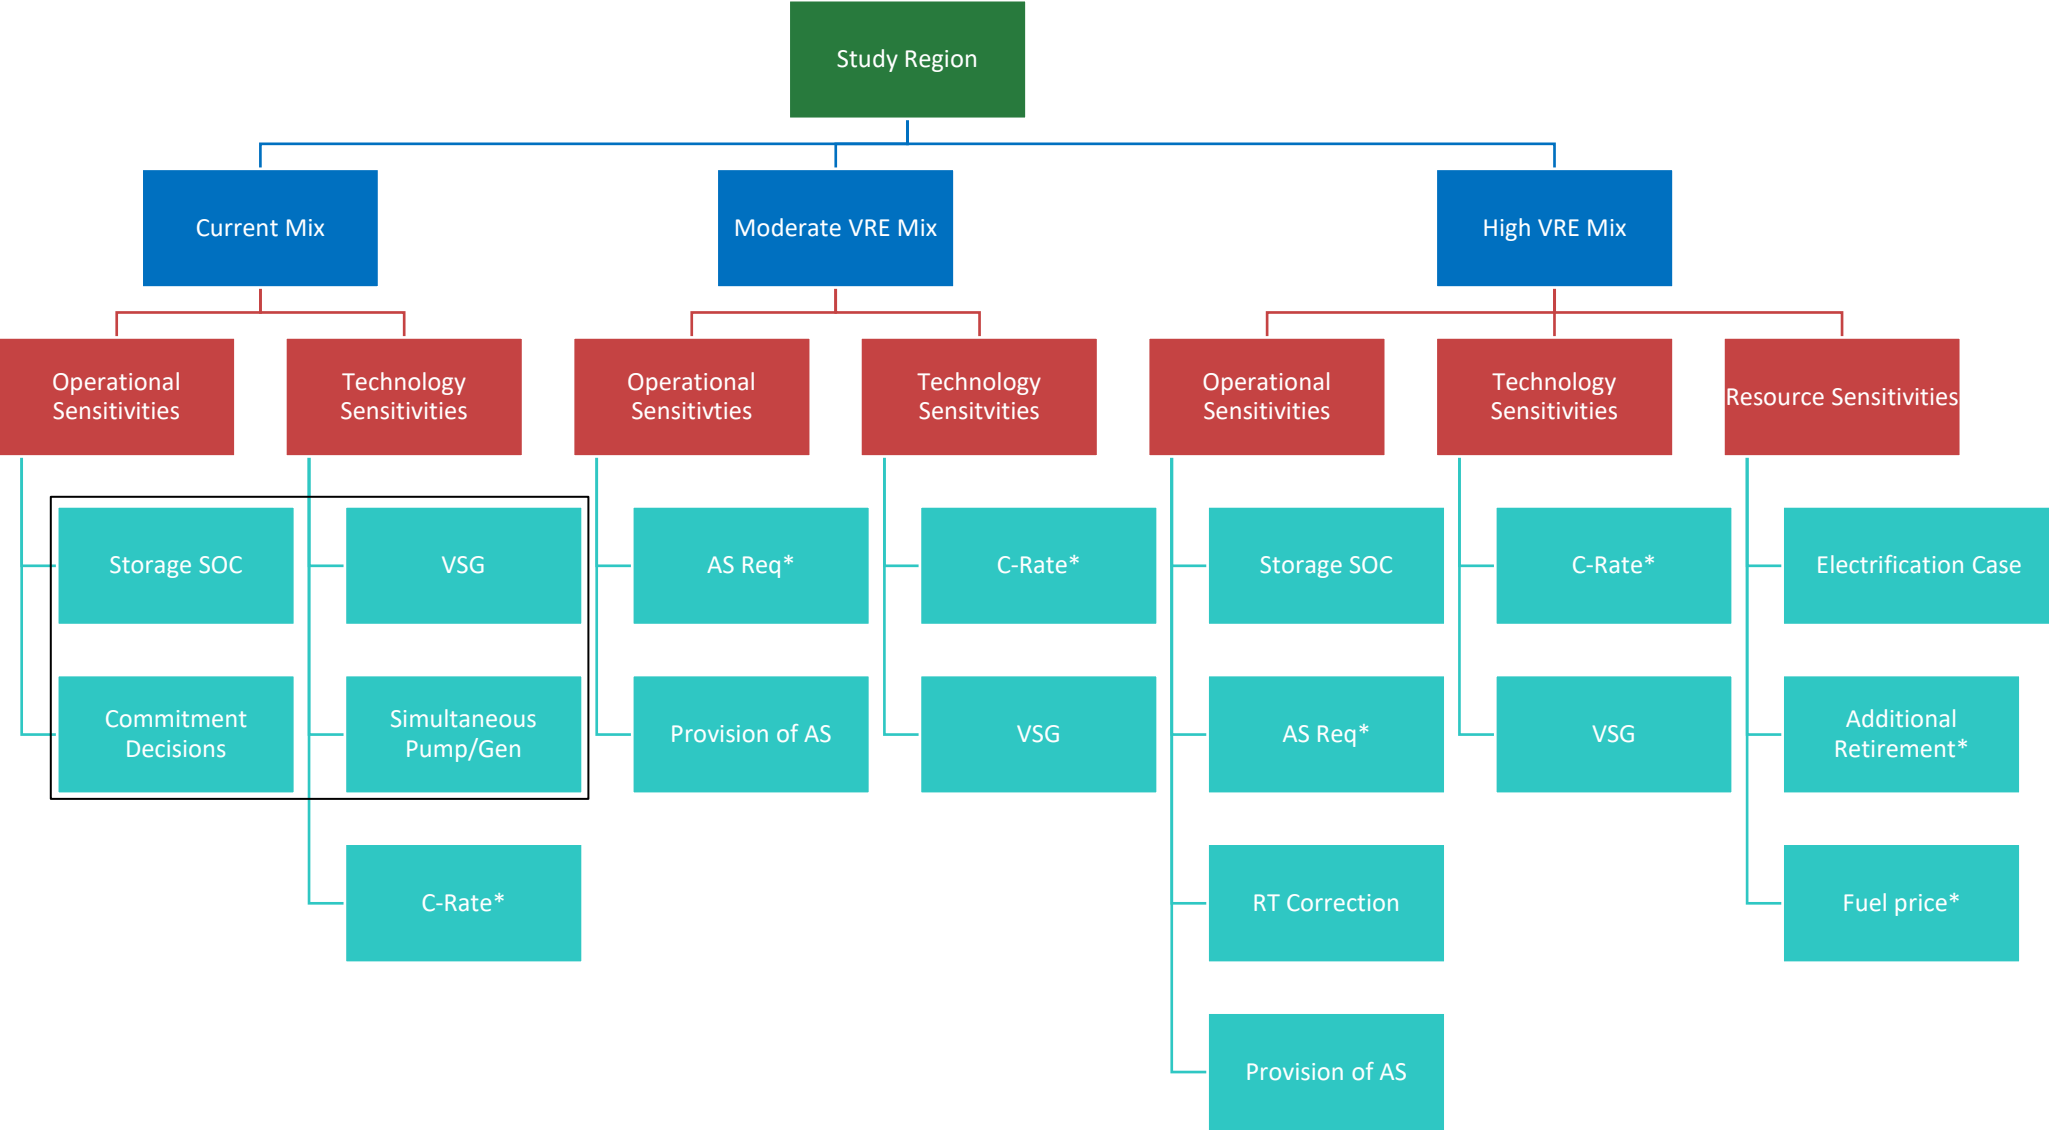 Study Region
Current Mix
Moderate VRE Mix
High VRE Mix
Operational
Sensitivities
Technology
Sensitivities
Operational
Sensitivties
Technology
Sensitvities
Operational
Sensitivities
Technology
Sensitivities
Resource Sensitivities
Storage SOC
VSG
AS Req*
C-Rate*
Storage SOC
C-Rate*
Electrification Case
Commitment
Decisions
Simultaneous
Pump/Gen
Provision of AS
VSG
AS Req*
VSG
Additional
Retirement*
C-Rate*
RT Correction
Fuel price*
Provision of AS